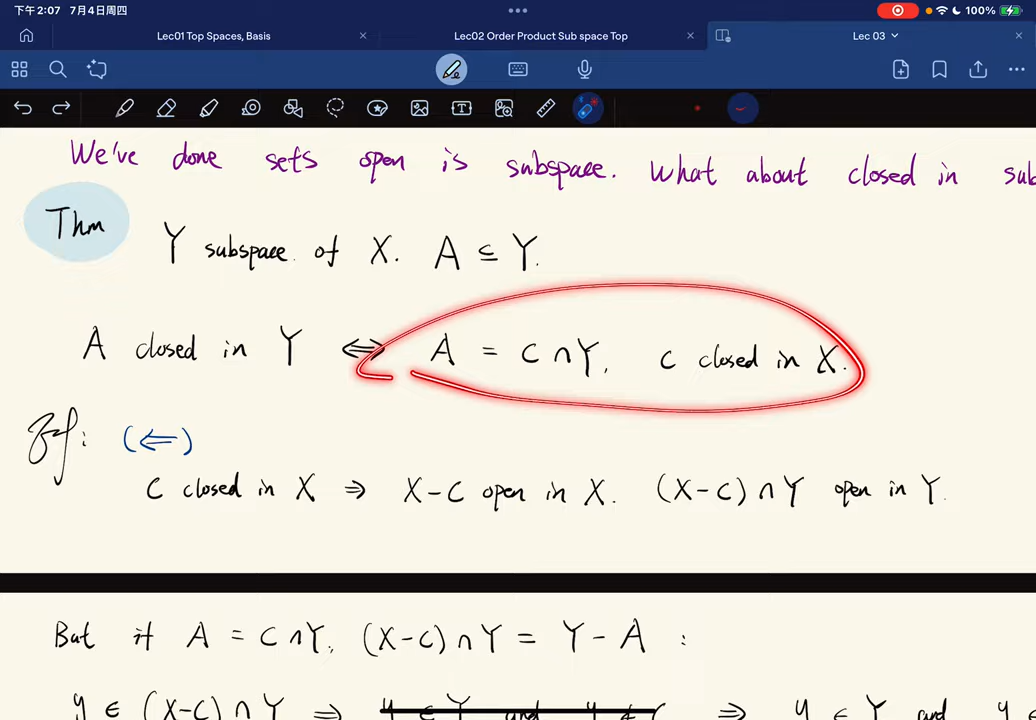 下午2:07 7月4日周四
100%
Lec01 Top Spaces, Basis
Lec02 Order Product Sub space Top
Lec 03
We've done sets open is subspace. What about closed in sub
Thm Y subspace of X. A ⊆ Y.
A closed in Y ⇔ A = C ∩ Y, C closed in X.
Prf: (⇐)
C closed in X ⇒ X-C open in X. (X-C) ∩ Y open in Y.
But if A = C ∩ Y, (X-C) ∩ Y = Y - A :
y ∈ (X-C) ∩ Y ⇒ ⇒ y ∈ Y and y